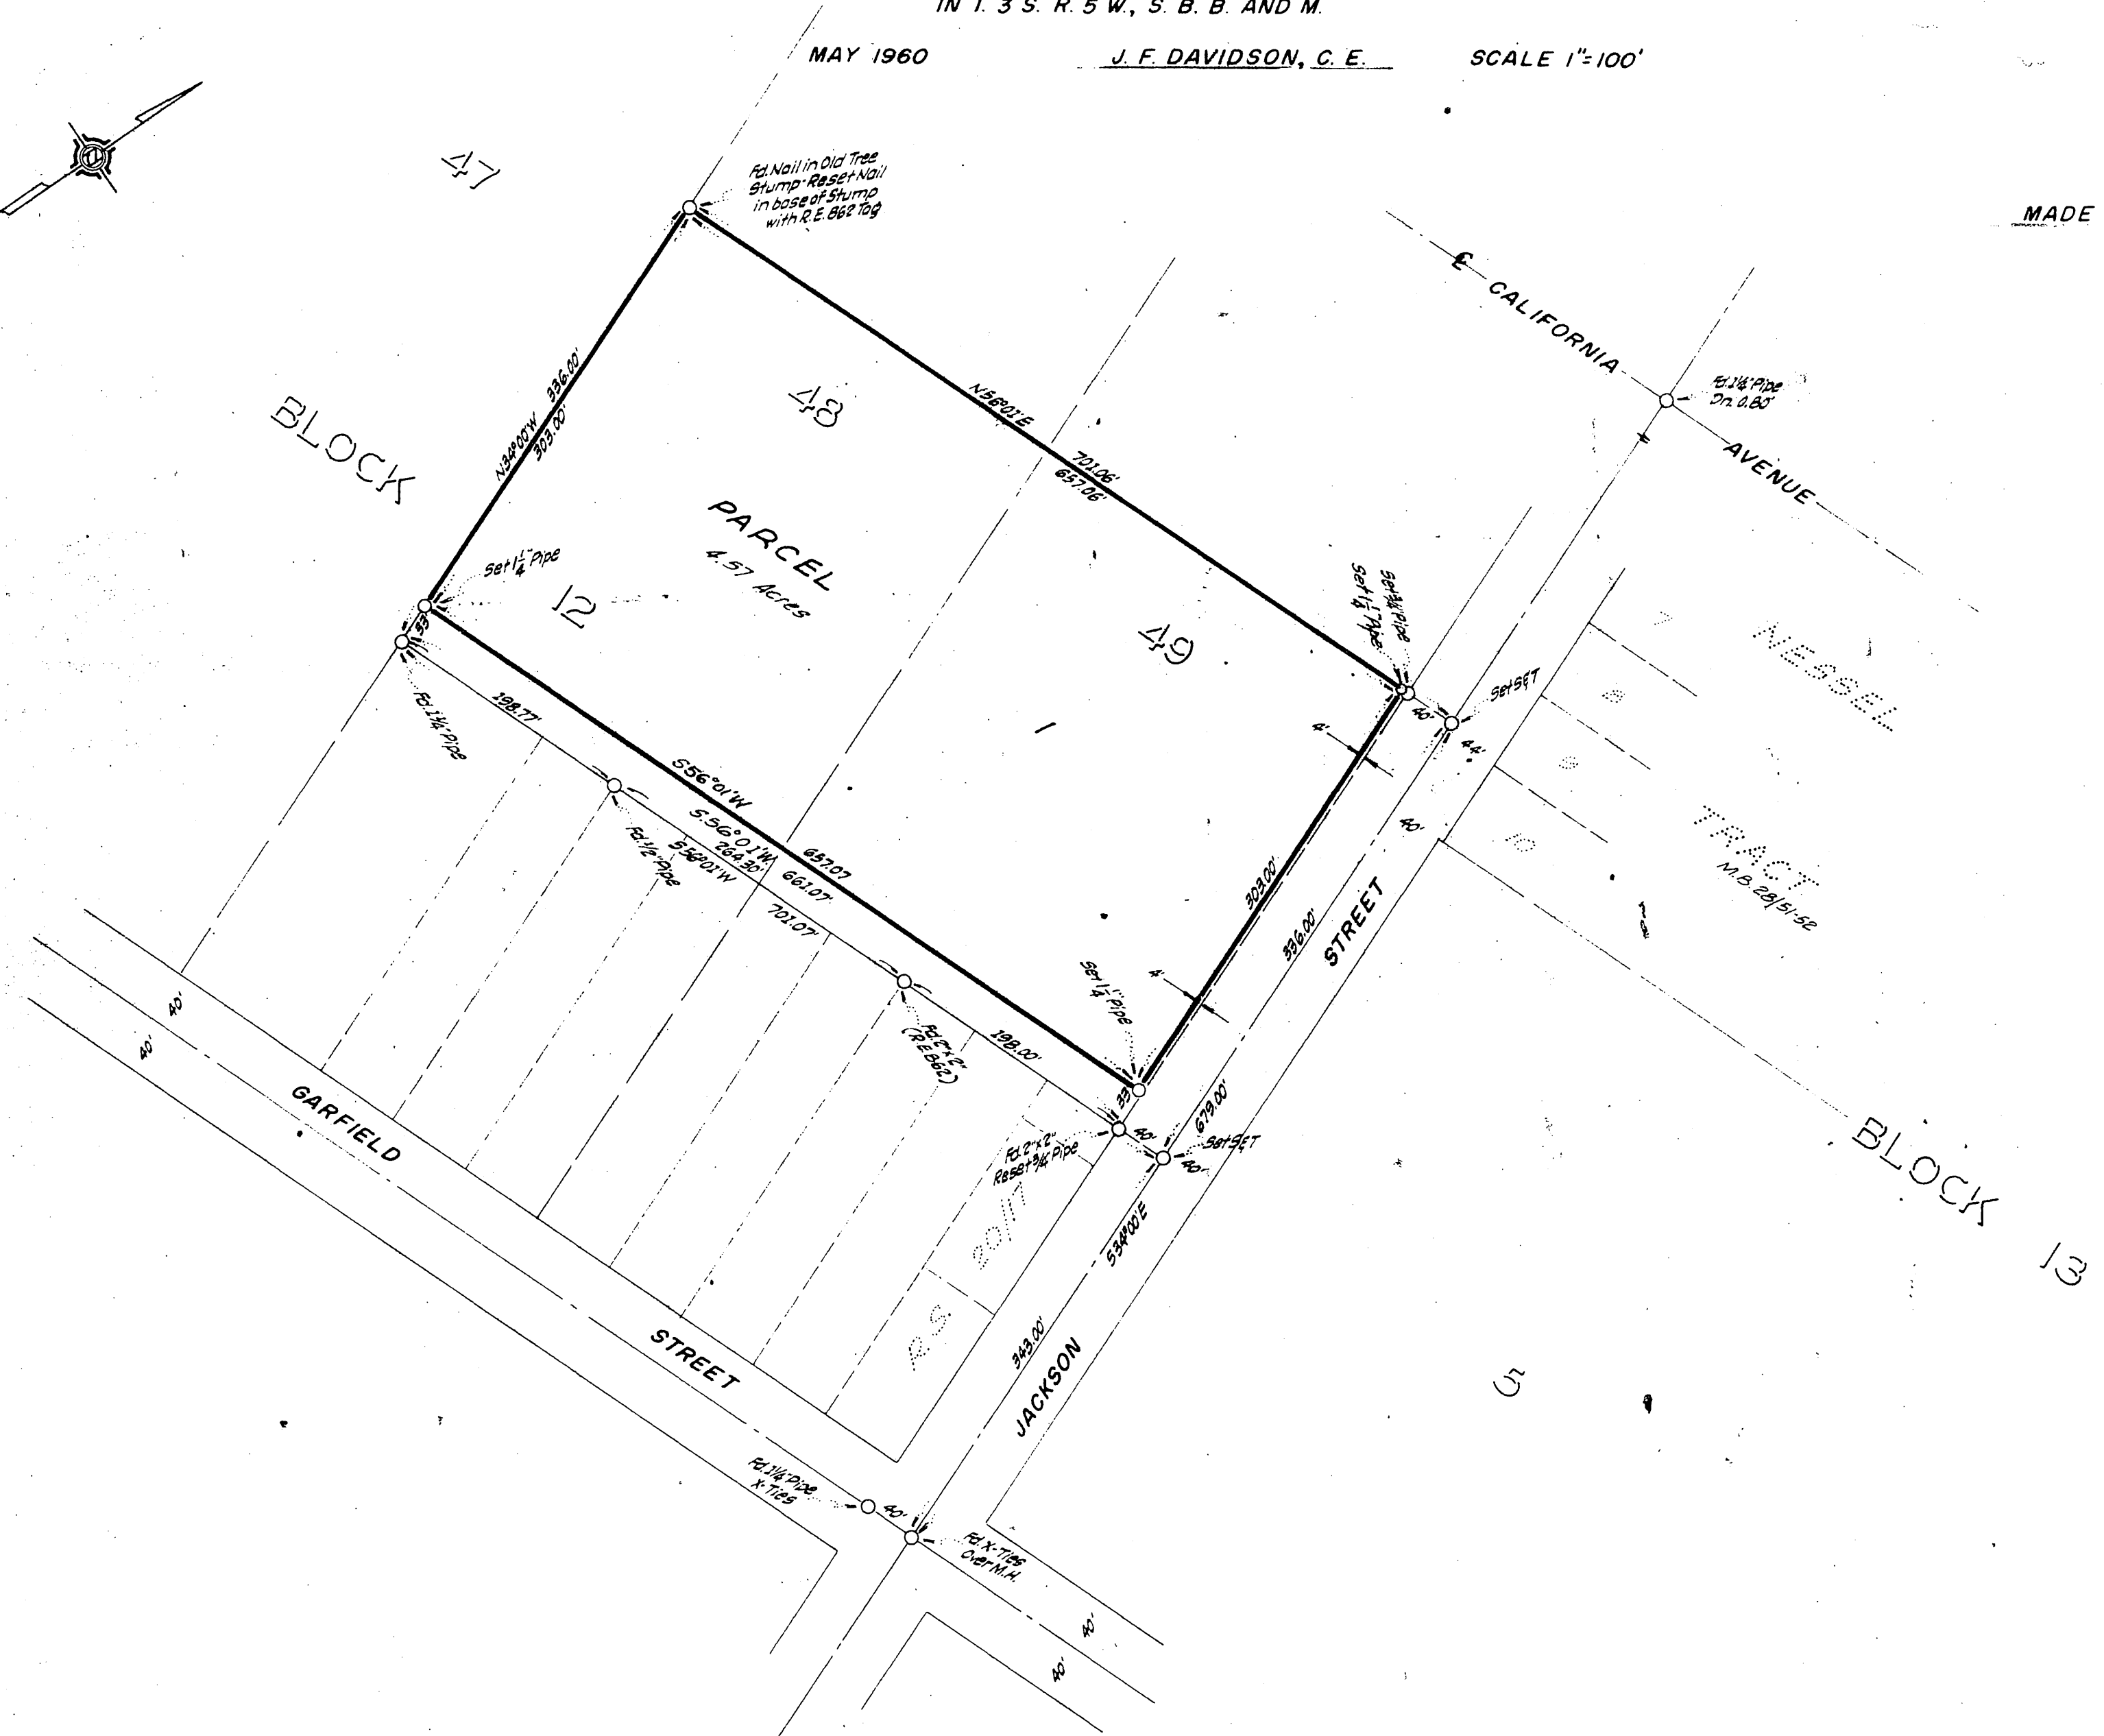 IN T. 3 S. R. 5 W., S. B. B. AND M.
MAY 1960
J. F. DAVIDSON, C. E.
SCALE 1"=100'
MADE
47
Fd. Nail in Old Tree
Stump-Reset Nail
in base of Stump
with R.E. 862 Tag
℄ CALIFORNIA
AVENUE
Fd. 1¼" Pipe
Dn. 0.80'
BLOCK
12
N34°00'W 336.00'
303.00'
48
N56°01'E
701.06'
657.06'
PARCEL
4.57 Acres
Set 1¼" Pipe
33'
Fd. 1¼" Pipe
49
1
Set ¾" Pipe
Set 1¼" Pipe
40'
Set S℄T
44'
4'
40'
7
8
9
10
NESSEL
TRACT
M.B. 28/51-52
198.77'
S56°01'W
657.07
S.56°01'W.
264.30'
661.07'
S56°01'W
701.07'
Fd. ½" Pipe
Fd. 2"x2"
(R.E. 862)
198.00'
303.00'
336.00'
STREET
4'
Set 1¼" Pipe
33'
40'
679.00'
Set S℄T
40'
Fd. 2"x2"
Reset ¾" Pipe
R.S. 20/17
S34°00'E
343.00'
JACKSON
BLOCK 13
5
40'
40'
GARFIELD
STREET
Fd. 1¼" Pipe
X-Ties
40'
Fd. X-Ties
Over M.H.
40'
40'